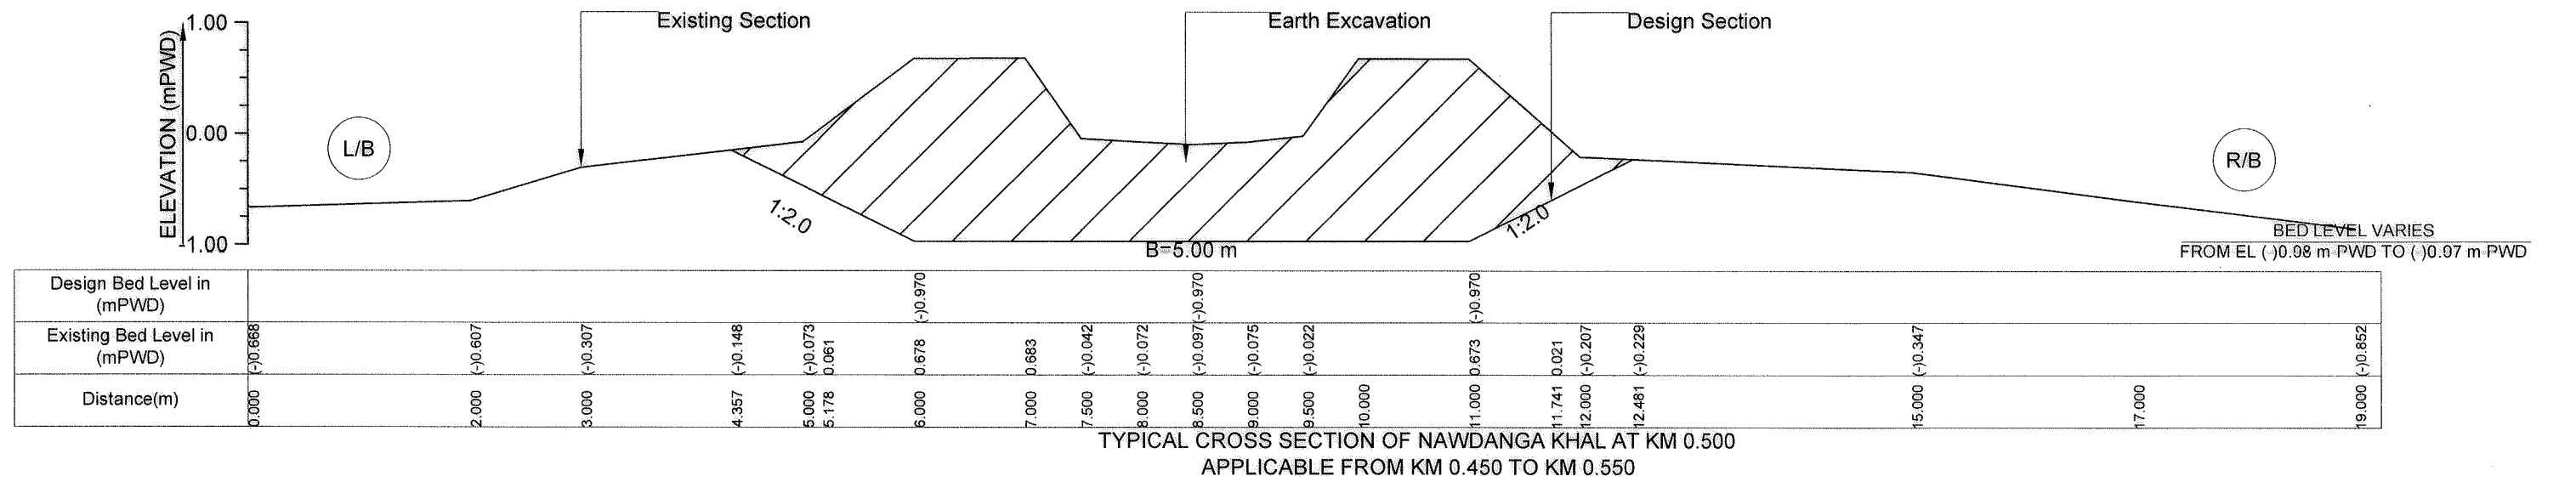 1.00
0.00
-1.00
ELEVATION (mPWD)
Existing Section
Earth Excavation
Design Section
L/B
R/B
1:2.0
1:2.0
B=5.00 m
BED LEVEL VARIES
FROM EL (-)0.98 m PWD TO (-)0.97 m PWD
Design Bed Level in
(mPWD)
(-)0.970 (-)0.970 (-)0.970
Existing Bed Level in
(mPWD)
(-)0.668 (-)0.607 (-)0.307 (-)0.148 (-)0.073 0.061 0.678 0.683 (-)0.042 (-)0.072 (-)0.097 (-)0.075 (-)0.022 0.673 0.021 (-)0.207 (-)0.229 (-)0.347 (-)0.852
Distance(m)
0.000 2.000 3.000 4.357 5.000 5.178 6.000 7.000 7.500 8.000 8.500 9.000 9.500 10.000 11.000 11.741 12.000 12.481 15.000 17.000 19.000
TYPICAL CROSS SECTION OF NAWDANGA KHAL AT KM 0.500
APPLICABLE FROM KM 0.450 TO KM 0.550